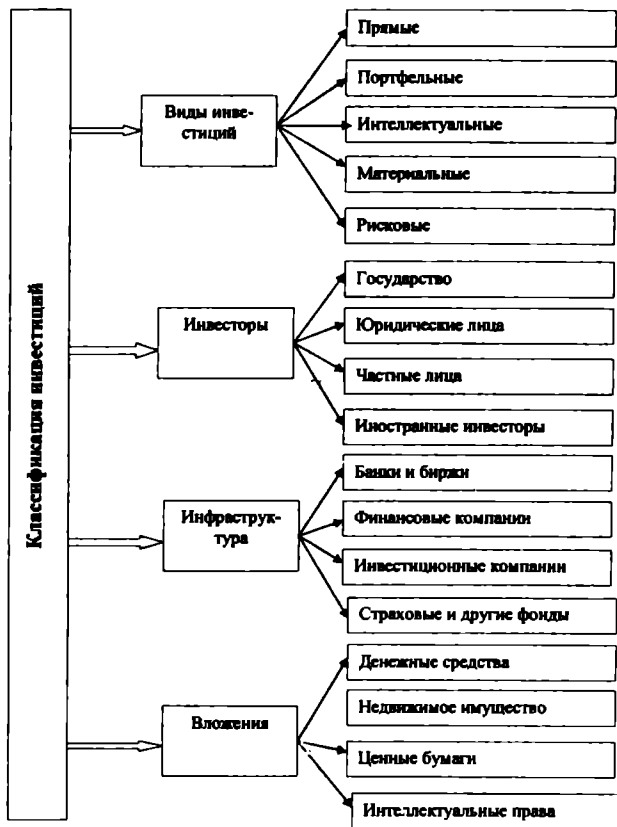 Классификация инвестиций
Виды инве-
стиций
Прямые
Портфельные
Интеллектуальные
Материальные
Рисковые
Инвесторы
Государство
Юридические лица
Частные лица
Иностранные инвесторы
Инфраструк-
тура
Банки и биржи
Финансовые компании
Инвестиционные компании
Страховые и другие фонды
Вложения
Денежные средства
Недвижимое имущество
Ценные бумаги
Интеллектуальные права